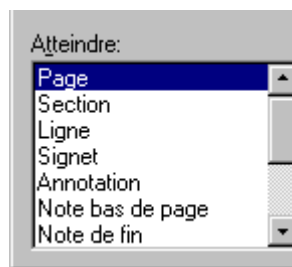 Atteindre:
Page
Section
Ligne
Signet
Annotation
Note bas de page
Note de fin